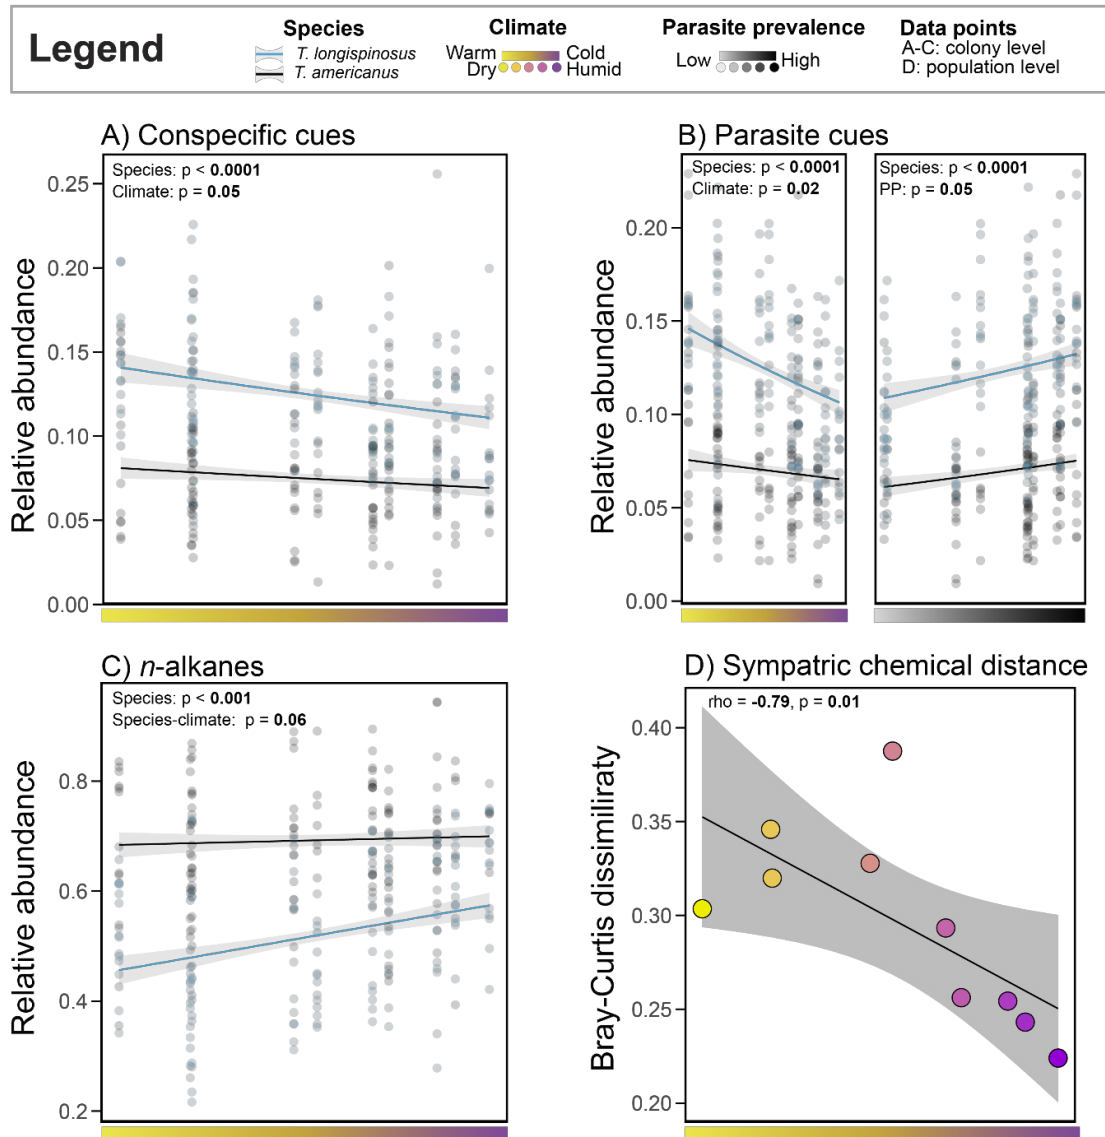 Legend
Species
T. longispinosus
T. americanus
Climate
Warm Cold
Dry Humid
Parasite prevalence
Low High
Data points
A-C: colony level
D: population level
A) Conspecific cues
Species: p < 0.0001
Climate: p = 0.05
Relative abundance
0.25
0.20
0.15
0.10
0.05
0.00
B) Parasite cues
Species: p < 0.0001
Climate: p = 0.02
Species: p < 0.0001
PP: p = 0.05
Relative abundance
0.20
0.15
0.10
0.05
0.00
C) n-alkanes
Species: p < 0.001
Species-climate: p = 0.06
Relative abundance
0.8
0.6
0.4
0.2
D) Sympatric chemical distance
rho = -0.79, p = 0.01
Bray-Curtis dissimiliraty
0.40
0.35
0.30
0.25
0.20